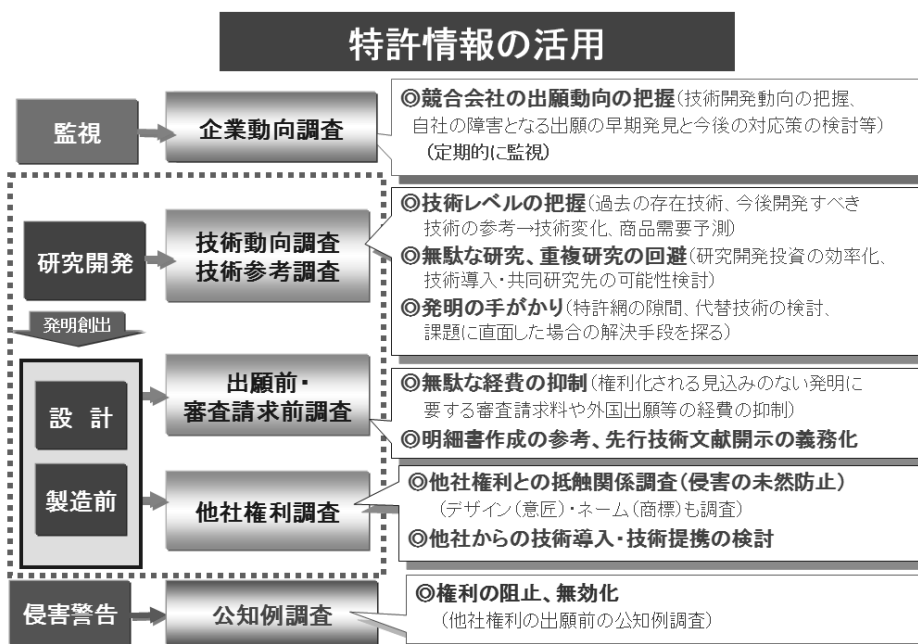 特許情報の活用
監視
企業動向調査
◎競合会社の出願動向の把握(技術開発動向の把握、
自社の障害となる出願の早期発見と今後の対応策の検討等)
(定期的に監視)
研究開発
技術動向調査
技術参考調査
◎技術レベルの把握(過去の存在技術、今後開発すべき
技術の参考→技術変化、商品需要予測)
◎無駄な研究、重複研究の回避(研究開発投資の効率化、
技術導入・共同研究先の可能性検討)
◎発明の手がかり(特許網の隙間、代替技術の検討、
課題に直面した場合の解決手段を探る)
発明創出
設 計
出願前・
審査請求前調査
◎無駄な経費の抑制(権利化される見込みのない発明に
要する審査請求料や外国出願等の経費の抑制)
◎明細書作成の参考、先行技術文献開示の義務化
製造前
他社権利調査
◎他社権利との抵触関係調査(侵害の未然防止)
(デザイン(意匠)・ネーム(商標)も調査)
◎他社からの技術導入・技術提携の検討
侵害警告
公知例調査
◎権利の阻止、無効化
(他社権利の出願前の公知例調査)